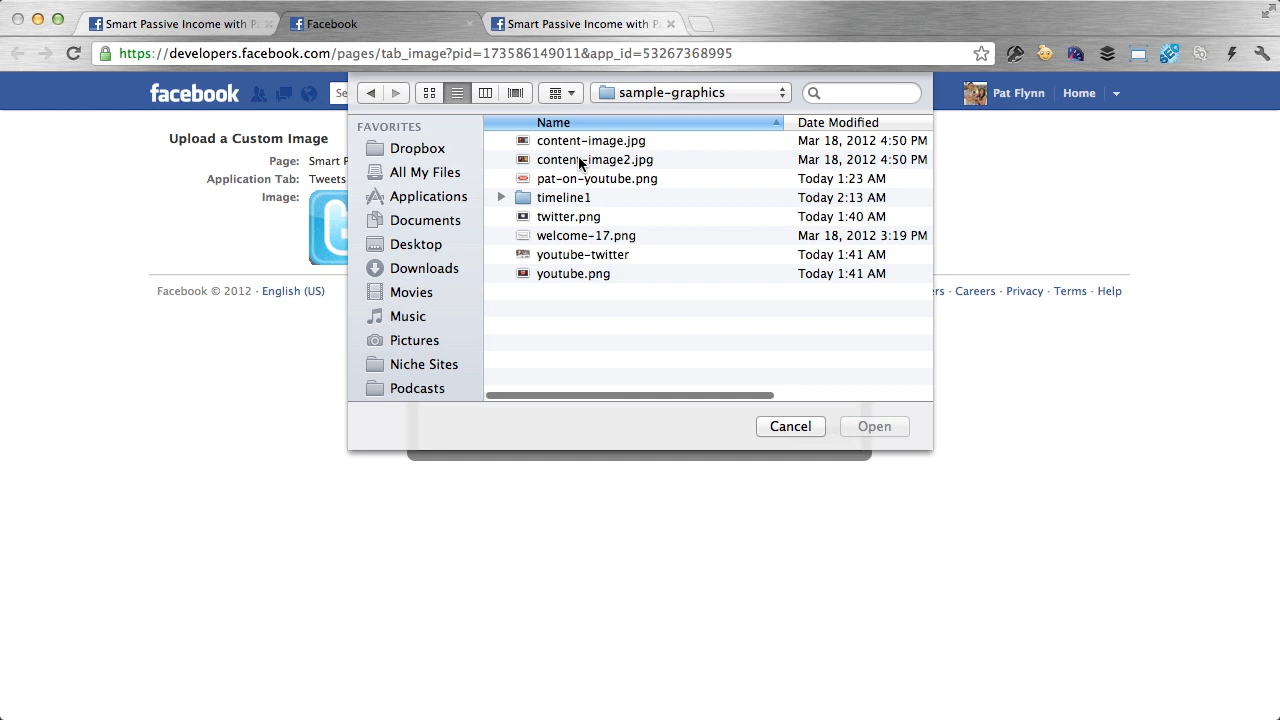 Smart Passive Income with P
Facebook
Smart Passive Income with P
https://developers.facebook.com/pages/tab_image?pid=173586149011&app_id=53267368995
facebook
Se
Pat Flynn
Home
sample-graphics
FAVORITES
Dropbox
All My Files
Applications
Documents
Desktop
Downloads
Movies
Music
Pictures
Niche Sites
Podcasts
Name Date Modified
content-image.jpg Mar 18, 2012 4:50 PM
content-image2.jpg Mar 18, 2012 4:50 PM
pat-on-youtube.png Today 1:23 AM
timeline1 Today 2:13 AM
twitter.png Today 1:40 AM
welcome-17.png Mar 18, 2012 3:19 PM
youtube-twitter Today 1:41 AM
youtube.png Today 1:41 AM
Cancel
Open
Upload a Custom Image
Page: Smart P
Application Tab: Tweets
Image:
Facebook © 2012 · English (US)
ers · Careers · Privacy · Terms · Help